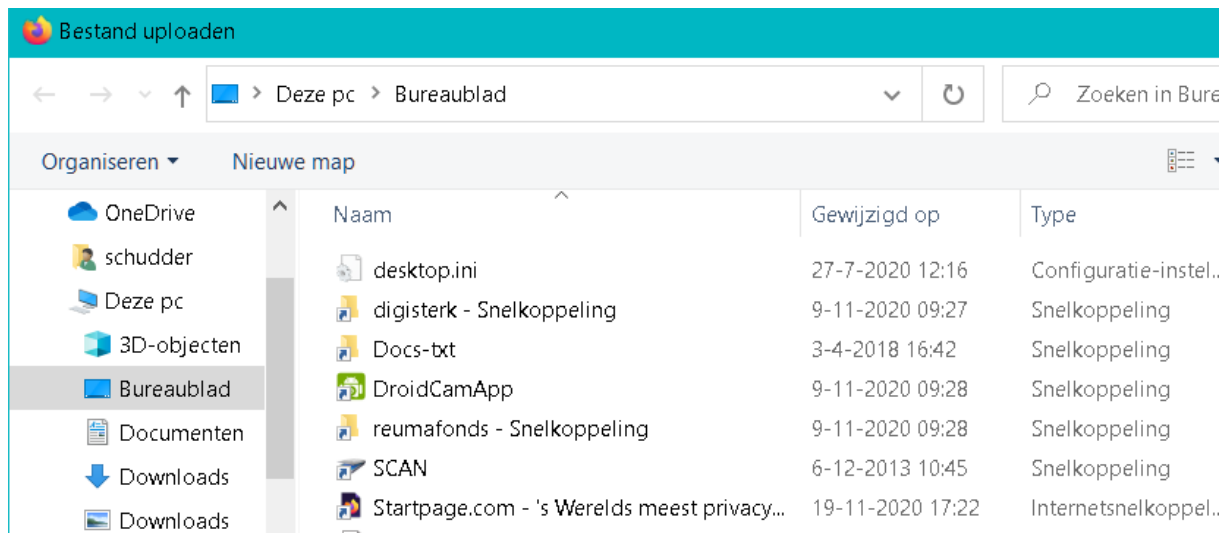 Bestand uploaden
Deze pc > Bureaublad
Zoeken in Bure
Organiseren
Nieuwe map
OneDrive
schudder
Deze pc
3D-objecten
Bureaublad
Documenten
Downloads
Downloads
Naam Gewijzigd op Type
desktop.ini 27-7-2020 12:16 Configuratie-instel...
digisterk - Snelkoppeling 9-11-2020 09:27 Snelkoppeling
Docs-txt 3-4-2018 16:42 Snelkoppeling
DroidCamApp 9-11-2020 09:28 Snelkoppeling
reumafonds - Snelkoppeling 9-11-2020 09:28 Snelkoppeling
SCAN 6-12-2013 10:45 Snelkoppeling
Startpage.com - 's Werelds meest privacy... 19-11-2020 17:22 Internetsnelkoppel...